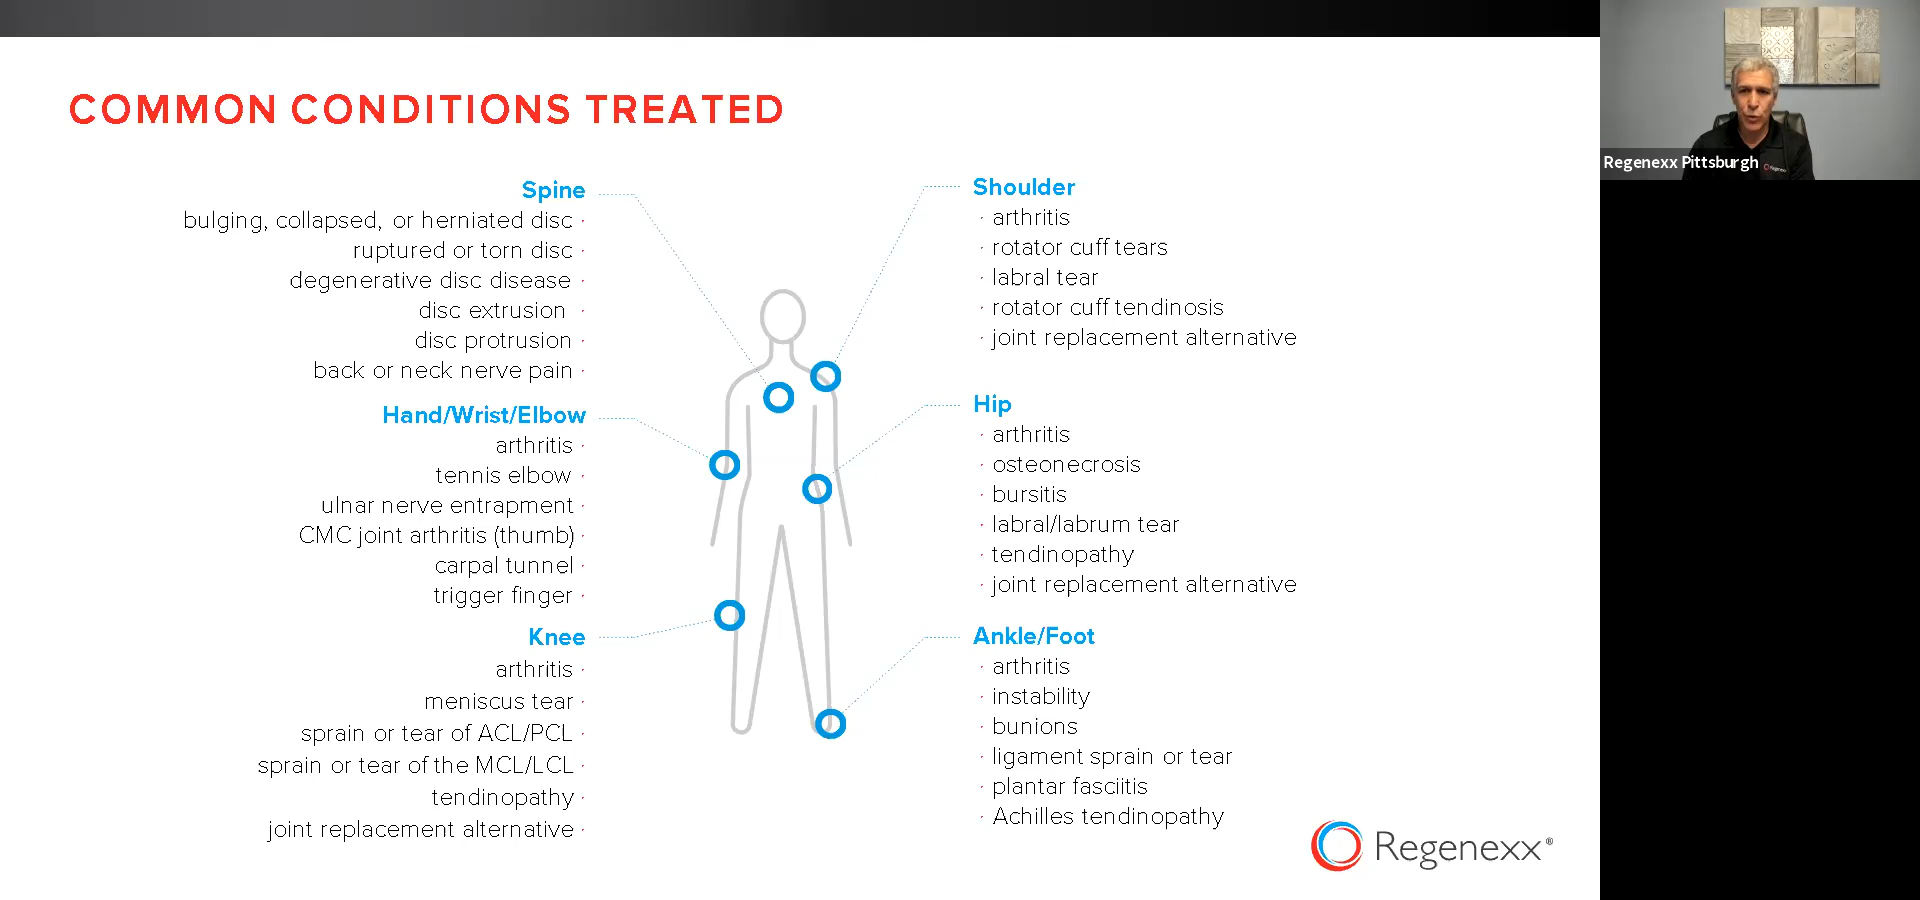 COMMON CONDITIONS TREATED
Spine
bulging, collapsed, or herniated disc ·
ruptured or torn disc ·
degenerative disc disease ·
disc extrusion ·
disc protrusion ·
back or neck nerve pain ·
Hand/Wrist/Elbow
arthritis ·
tennis elbow ·
ulnar nerve entrapment ·
CMC joint arthritis (thumb) ·
carpal tunnel ·
trigger finger ·
Knee
arthritis ·
meniscus tear ·
sprain or tear of ACL/PCL ·
sprain or tear of the MCL/LCL ·
tendinopathy ·
joint replacement alternative ·
Shoulder
· arthritis
· rotator cuff tears
· labral tear
· rotator cuff tendinosis
· joint replacement alternative
Hip
· arthritis
· osteonecrosis
· bursitis
· labral/labrum tear
· tendinopathy
· joint replacement alternative
Ankle/Foot
· arthritis
· instability
· bunions
· ligament sprain or tear
· plantar fasciitis
· Achilles tendinopathy
Regenexx®
Regenexx Pittsburgh
Regenexx